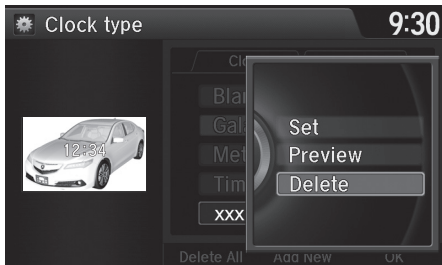 Clock type
9:30
12:34
Set
Preview
Delete
xxx
Delete All Add New OK